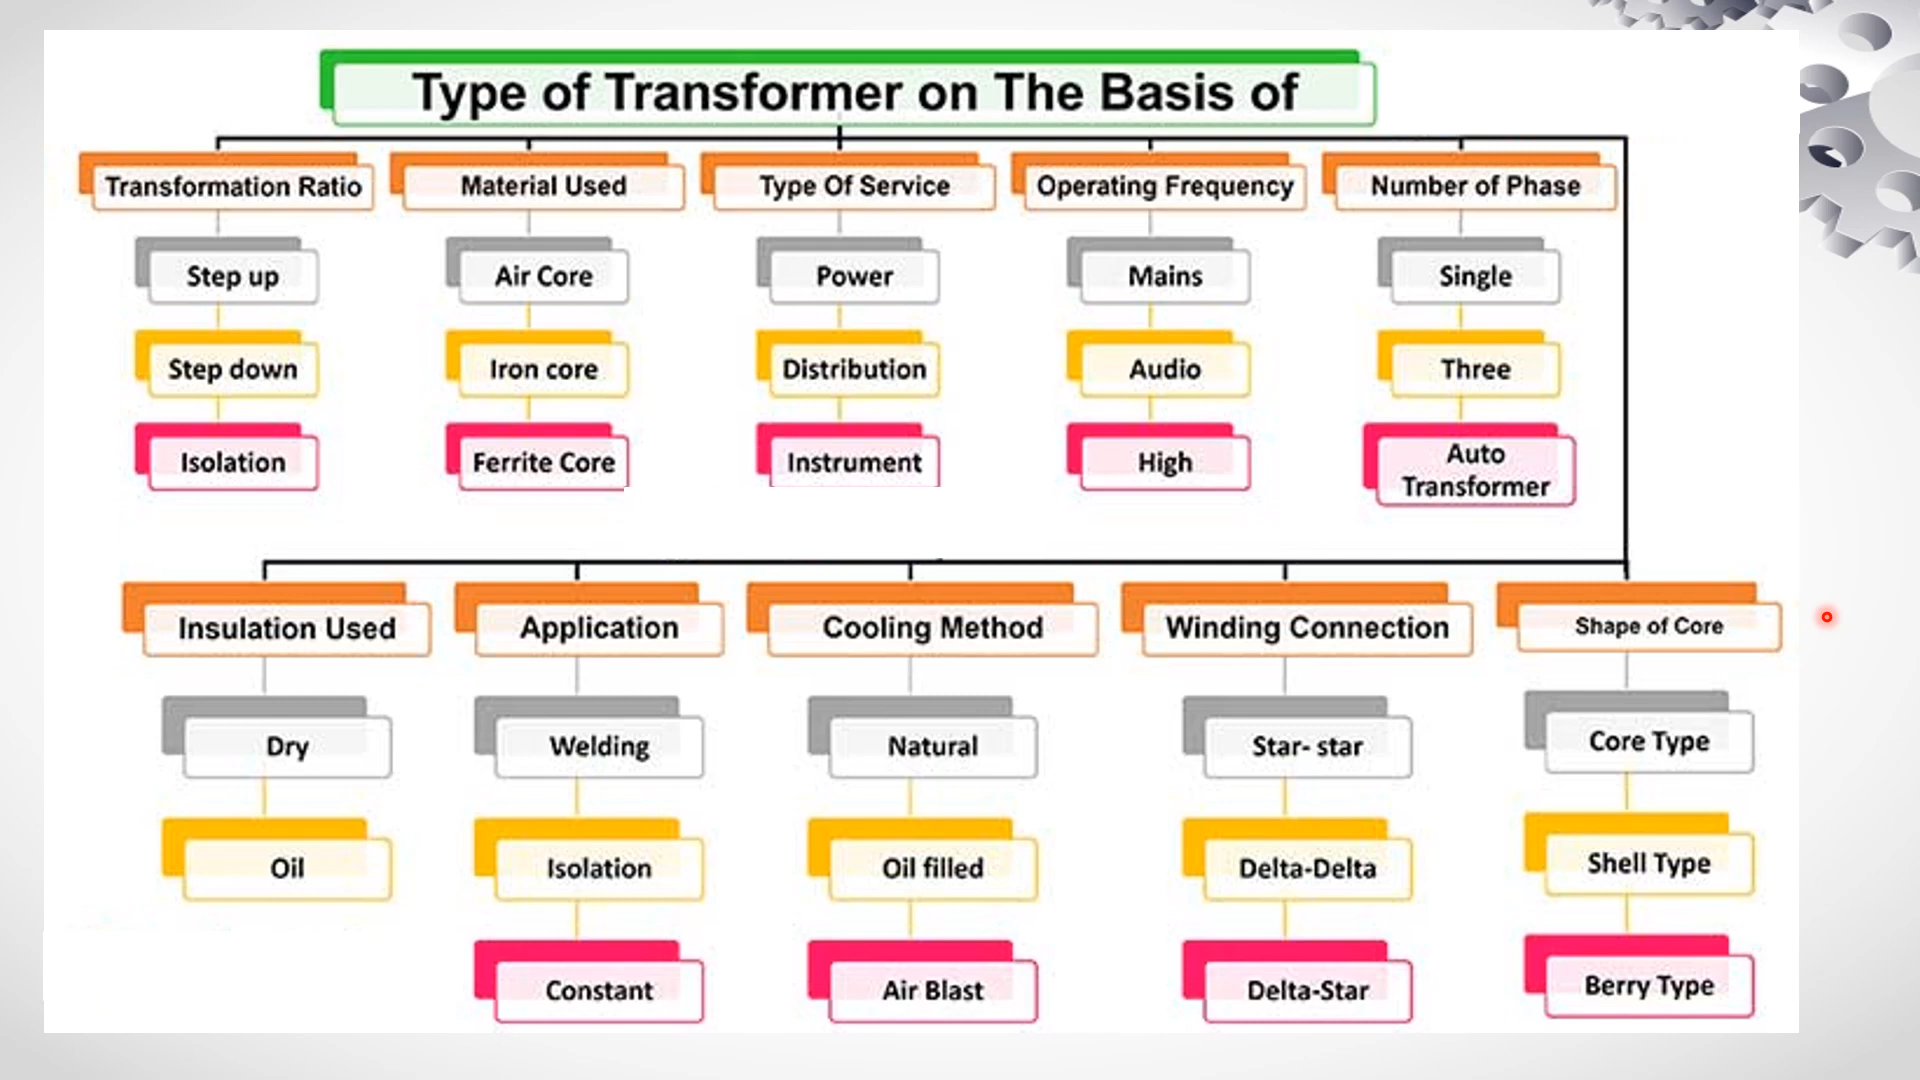 Type of Transformer on The Basis of
Transformation Ratio
Material Used
Type Of Service
Operating Frequency
Number of Phase
Step up
Air Core
Power
Mains
Single
Step down
Iron core
Distribution
Audio
Three
Isolation
Ferrite Core
Instrument
High
Auto
Transformer
Insulation Used
Application
Cooling Method
Winding Connection
Shape of Core
Dry
Welding
Natural
Star- star
Core Type
Oil
Isolation
Oil filled
Delta-Delta
Shell Type
Constant
Air Blast
Delta-Star
Berry Type